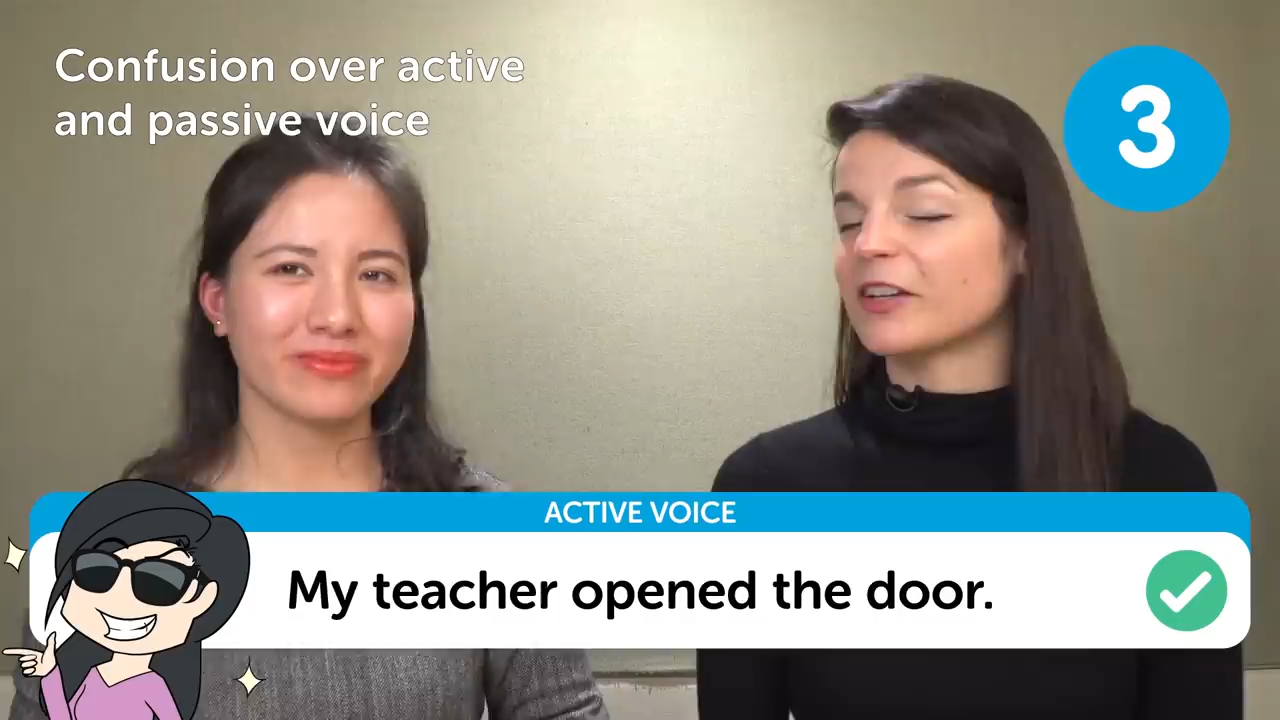 Confusion over active
and passive voice
3
ACTIVE VOICE
My teacher opened the door.